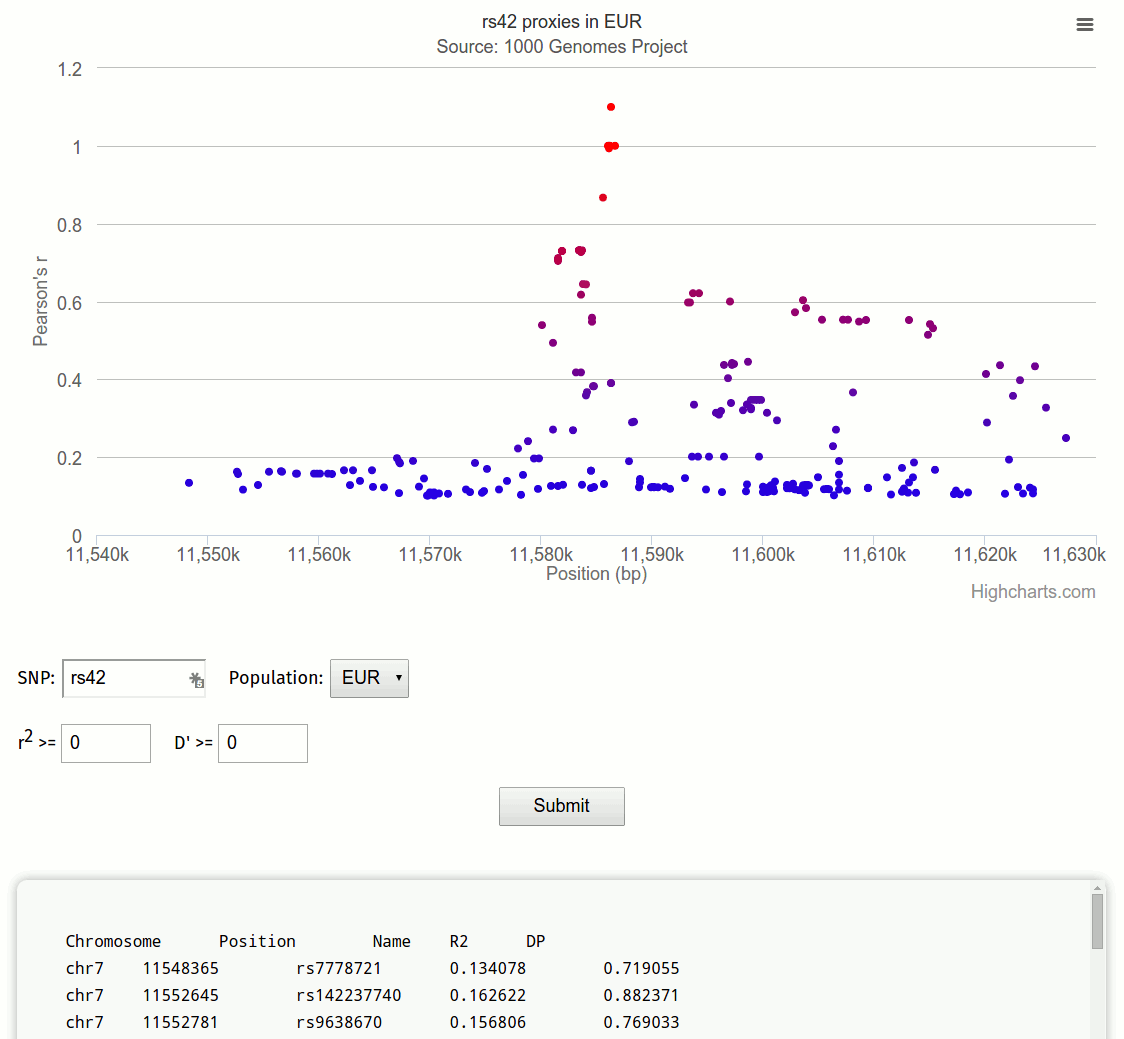 rs42 proxies in EUR
Source: 1000 Genomes Project
1.2
1
0.8
0.6
0.4
0.2
0
Pearson's r
11,540k 11,550k 11,560k 11,570k 11,580k 11,590k 11,600k 11,610k 11,620k 11,630k
Position (bp)
Highcharts.com
SNP: rs42 Population: EUR
r2 >= 0 D' >= 0
Submit
Chromosome Position Name R2 DP
chr7 11548365 rs7778721 0.134078 0.719055
chr7 11552645 rs142237740 0.162622 0.882371
chr7 11552781 rs9638670 0.156806 0.769033